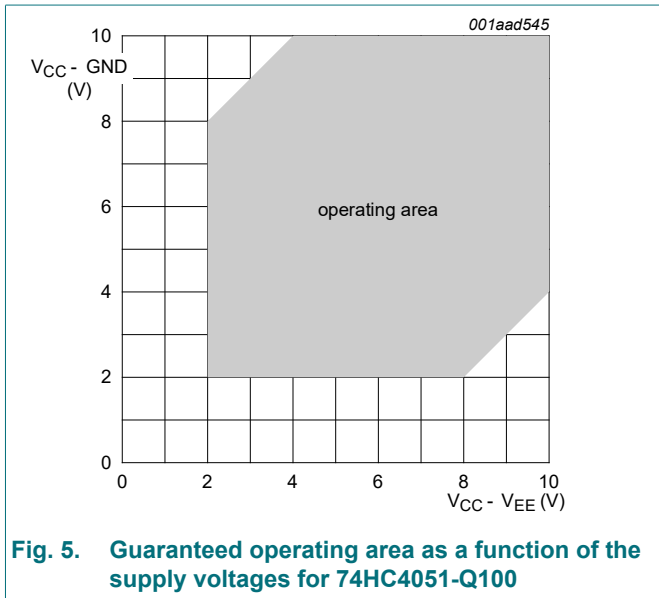 001aad545
10
VCC - GND
(V)
8
6
4
2
0
operating area
0 2 4 6 8 10
VCC - VEE (V)
Fig. 5. Guaranteed operating area as a function of the
supply voltages for 74HC4051-Q100